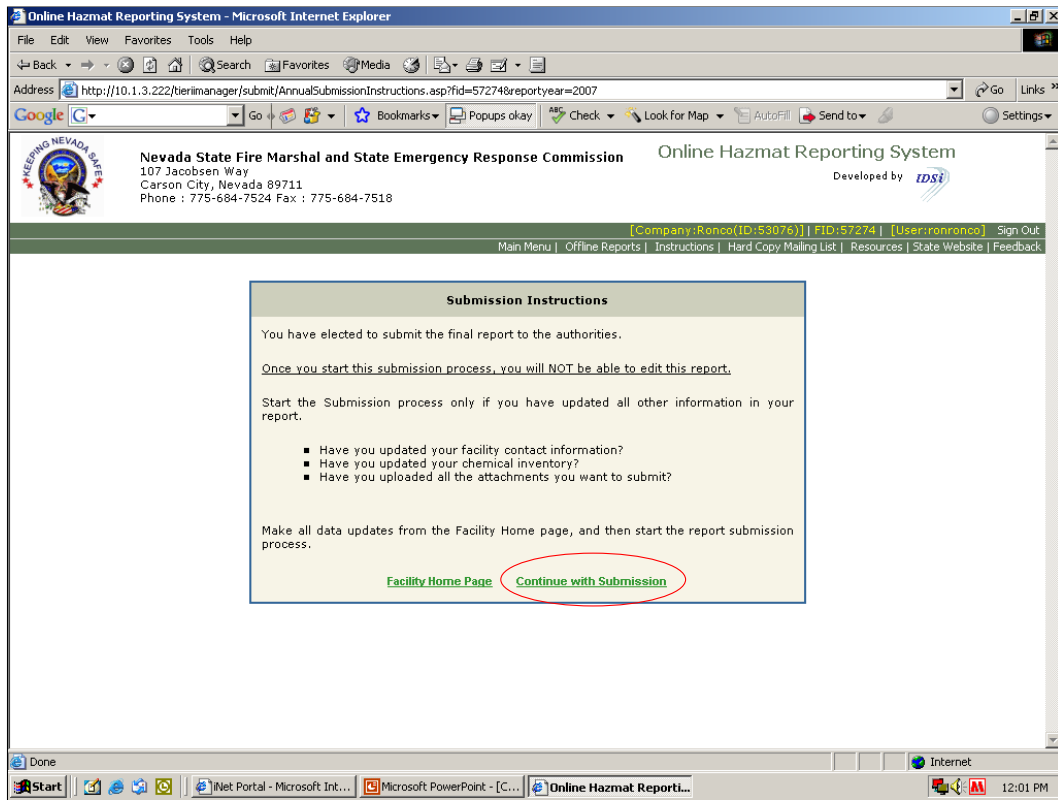 Online Hazmat Reporting System - Microsoft Internet Explorer
File Edit View Favorites Tools Help
Back Search Favorites Media
Address http://10.1.3.222/tieriimanager/submit/AnnualSubmissionInstructions.asp?fid=57274&reportyear=2007 Go Links »
Google G Go Bookmarks Popups okay ABC Check Look for Map AutoFill Send to Settings
KEEPING NEVADA SAFE
Nevada State Fire Marshal and State Emergency Response Commission
107 Jacobsen Way
Carson City, Nevada 89711
Phone : 775-684-7524 Fax : 775-684-7518
Online Hazmat Reporting System
Developed by IDSi
[Company:Ronco(ID:53076)] | FID:57274 | [User:ronronco] Sign Out
Main Menu | Offline Reports | Instructions | Hard Copy Mailing List | Resources | State Website | Feedback
Submission Instructions
You have elected to submit the final report to the authorities.
Once you start this submission process, you will NOT be able to edit this report.
Start the Submission process only if you have updated all other information in your
report.
Have you updated your facility contact information?
Have you updated your chemical inventory?
Have you uploaded all the attachments you want to submit?
Make all data updates from the Facility Home page, and then start the report submission
process.
Facility Home Page Continue with Submission
Done Internet
Start iNet Portal - Microsoft Int... Microsoft PowerPoint - [C... Online Hazmat Reporti... 12:01 PM